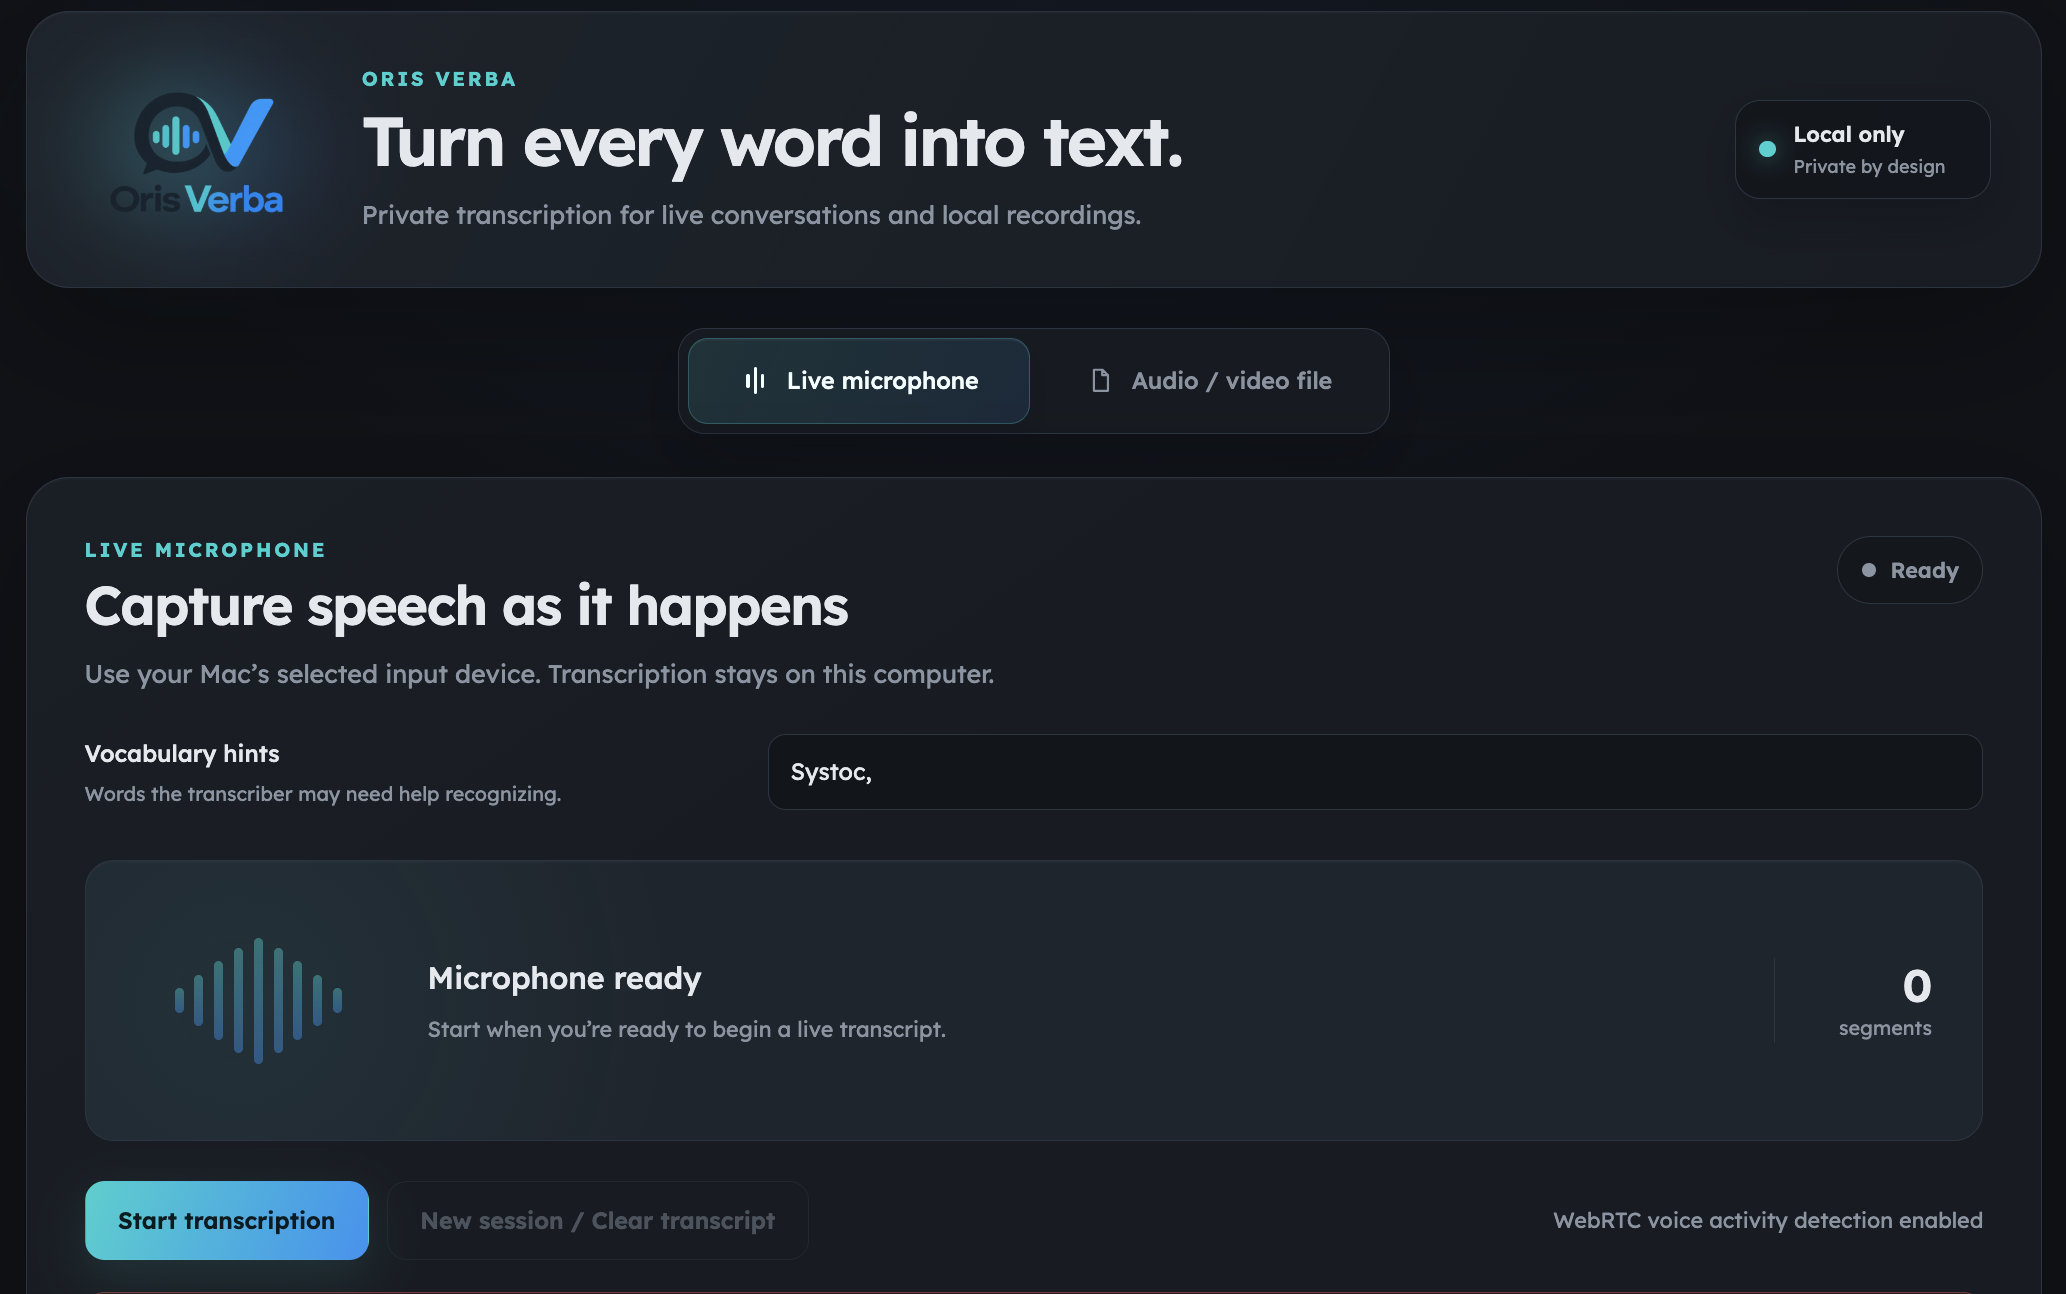 Oris Verba
ORIS VERBA
Turn every word into text.
Private transcription for live conversations and local recordings.
Local only
Private by design
Live microphone
Audio / video file
LIVE MICROPHONE
Capture speech as it happens
Ready
Use your Mac’s selected input device. Transcription stays on this computer.
Vocabulary hints
Words the transcriber may need help recognizing.
Systoc,
Microphone ready
Start when you’re ready to begin a live transcript.
0
segments
Start transcription
New session / Clear transcript
WebRTC voice activity detection enabled